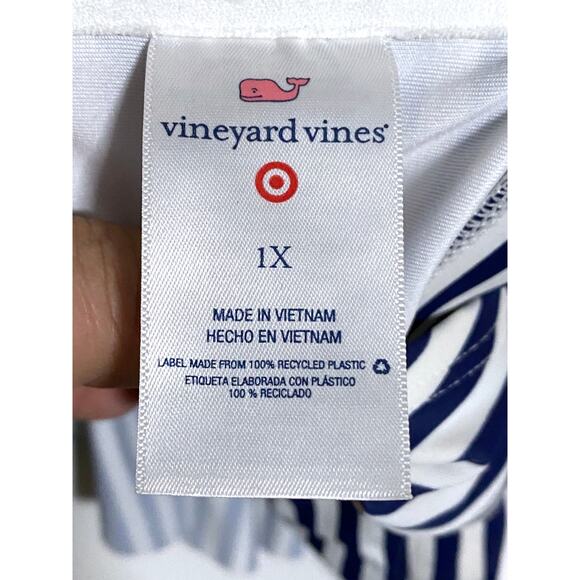 vineyard vines®
1X
MADE IN VIETNAM
HECHO EN VIETNAM
LABEL MADE FROM 100% RECYCLED PLASTIC
ETIQUETA ELABORADA CON PLÁSTICO
100 % RECICLADO